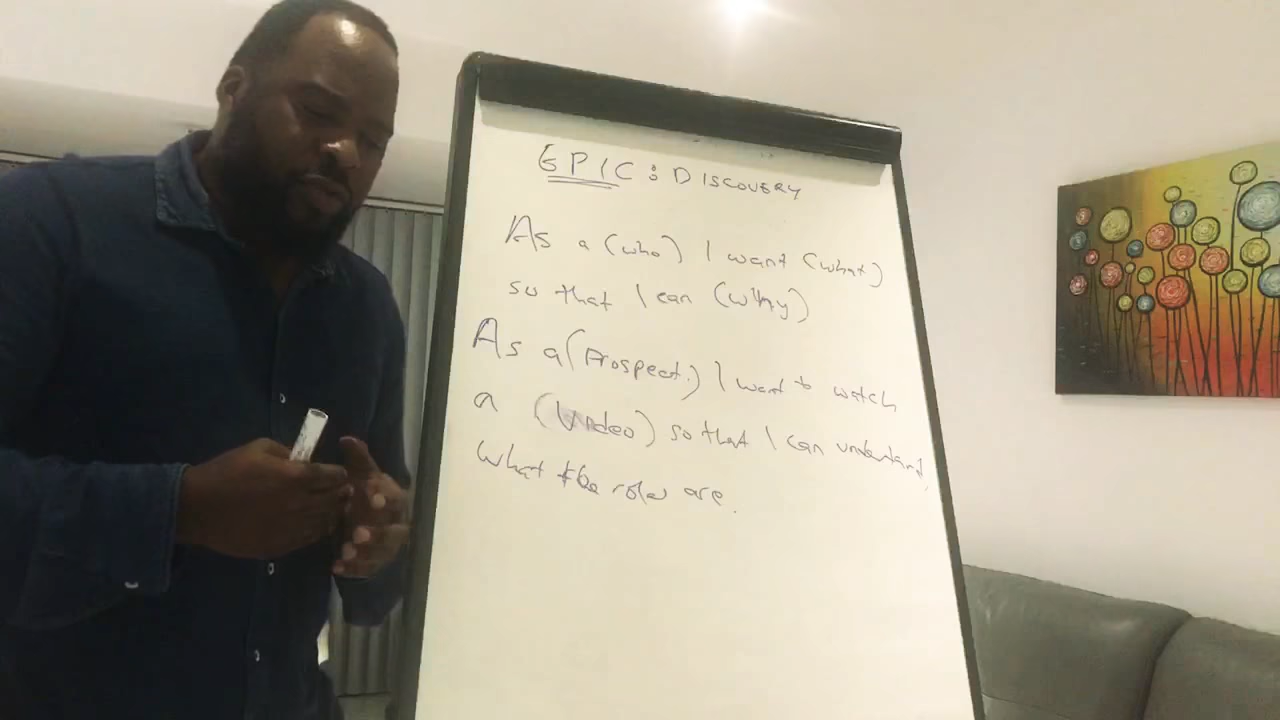 EPIC: DISCOVERY
As a (who) I want (what)
so that I can (why)
As a (Prospect.) I want to watch
a (Video) so that I can understand
what the roles are.